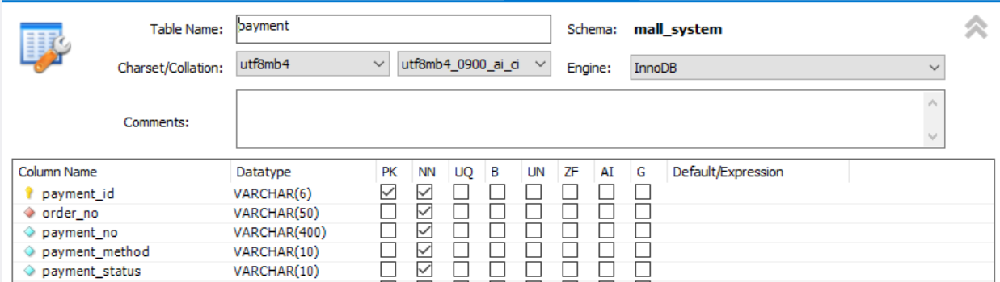 Table Name: payment Schema: mall_system
Charset/Collation: utf8mb4 utf8mb4_0900_ai_ci Engine: InnoDB
Comments:
Column Name Datatype PK NN UQ B UN ZF AI G Default/Expression
payment_id VARCHAR(6)
order_no VARCHAR(50)
payment_no VARCHAR(400)
payment_method VARCHAR(10)
payment_status VARCHAR(10)